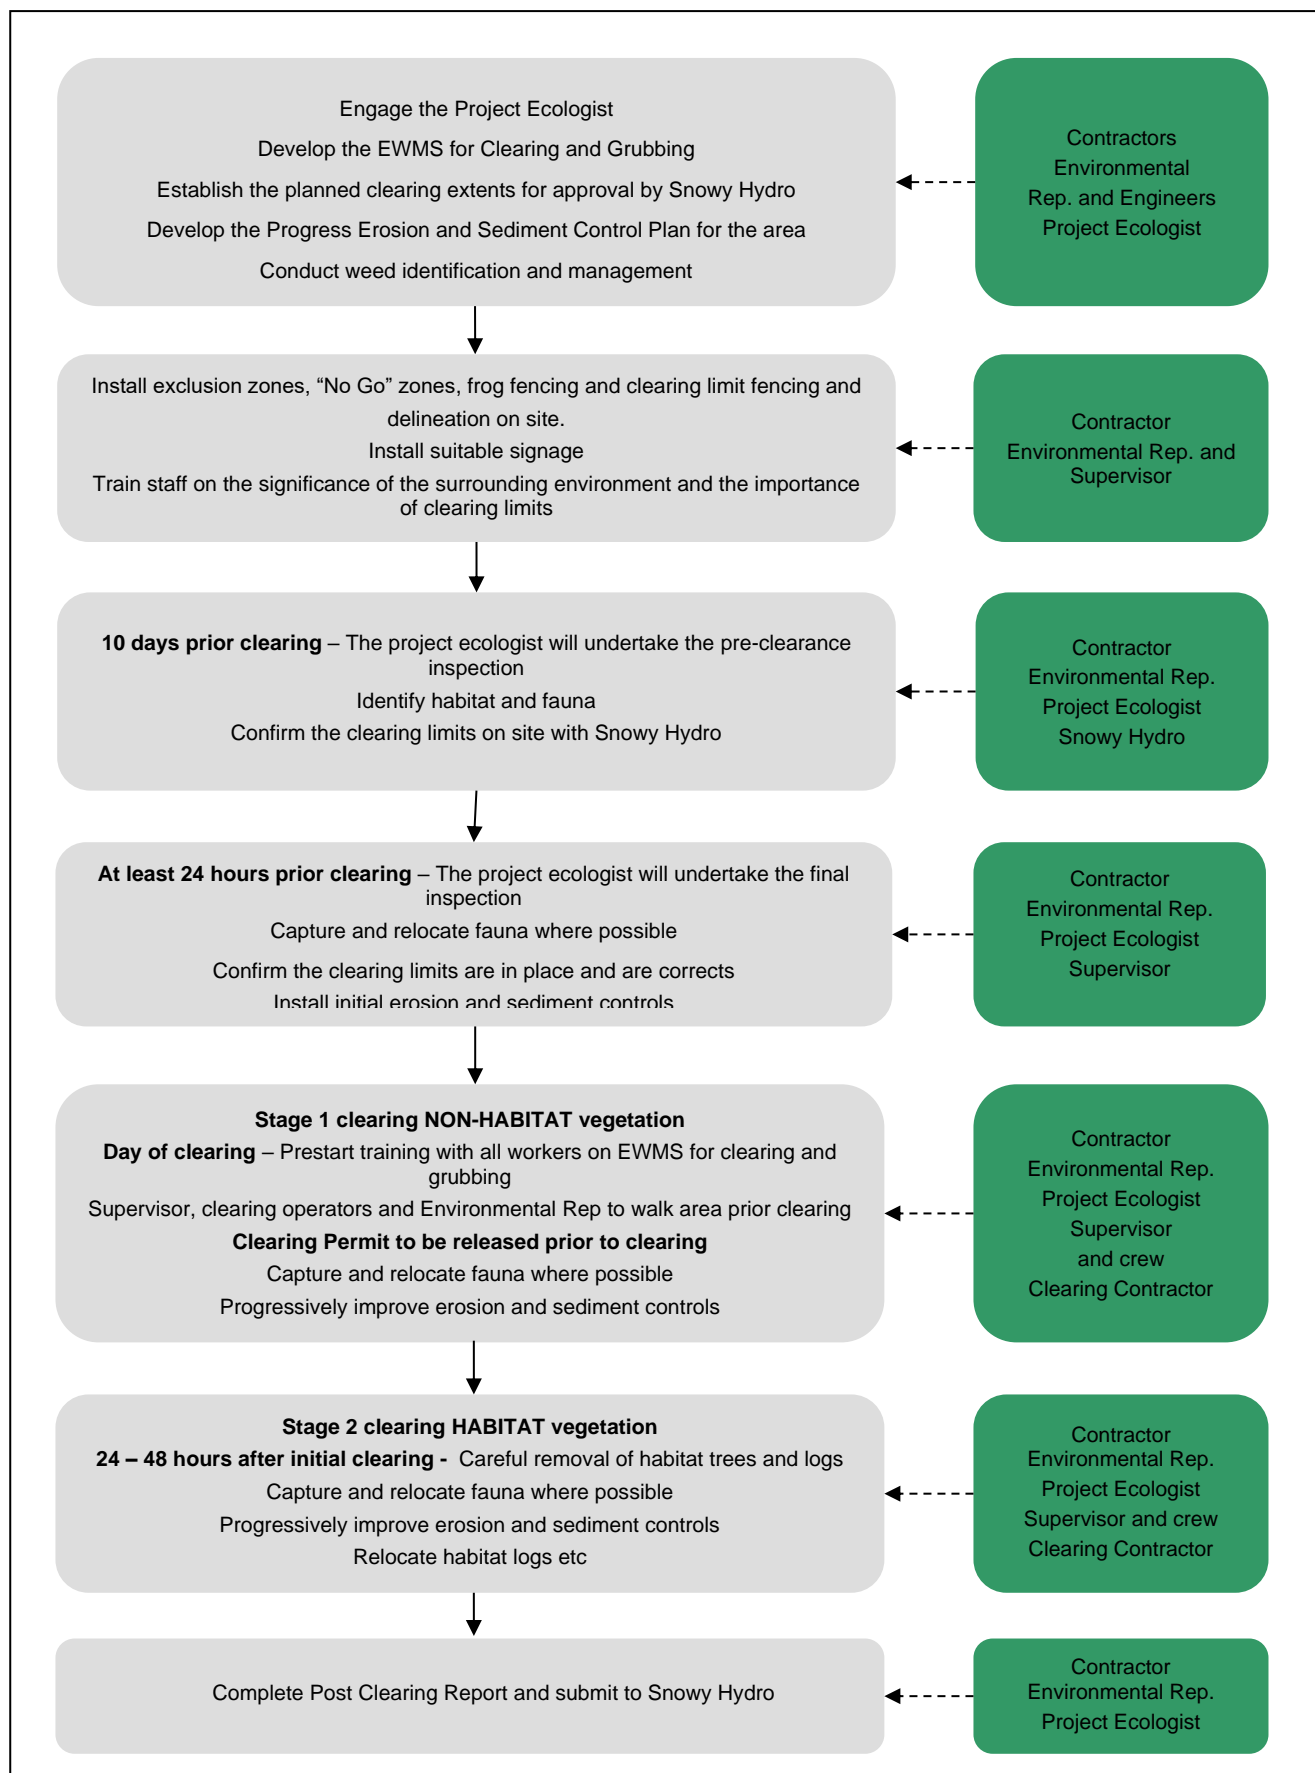 Engage the Project Ecologist
Develop the EWMS for Clearing and Grubbing
Establish the planned clearing extents for approval by Snowy Hydro
Develop the Progress Erosion and Sediment Control Plan for the area
Conduct weed identification and management
Contractors
Environmental
Rep. and Engineers
Project Ecologist
Install exclusion zones, “No Go” zones, frog fencing and clearing limit fencing and
delineation on site.
Install suitable signage
Train staff on the significance of the surrounding environment and the importance
of clearing limits
Contractor
Environmental Rep. and
Supervisor
10 days prior clearing – The project ecologist will undertake the pre-clearance
inspection
Identify habitat and fauna
Confirm the clearing limits on site with Snowy Hydro
Contractor
Environmental Rep.
Project Ecologist
Snowy Hydro
At least 24 hours prior clearing – The project ecologist will undertake the final
inspection
Capture and relocate fauna where possible
Confirm the clearing limits are in place and are corrects
Install initial erosion and sediment controls
Contractor
Environmental Rep.
Project Ecologist
Supervisor
Stage 1 clearing NON-HABITAT vegetation
Day of clearing – Prestart training with all workers on EWMS for clearing and
grubbing
Supervisor, clearing operators and Environmental Rep to walk area prior clearing
Clearing Permit to be released prior to clearing
Capture and relocate fauna where possible
Progressively improve erosion and sediment controls
Contractor
Environmental Rep.
Project Ecologist
Supervisor
and crew
Clearing Contractor
Stage 2 clearing HABITAT vegetation
24 – 48 hours after initial clearing - Careful removal of habitat trees and logs
Capture and relocate fauna where possible
Progressively improve erosion and sediment controls
Relocate habitat logs etc
Contractor
Environmental Rep.
Project Ecologist
Supervisor and crew
Clearing Contractor
Complete Post Clearing Report and submit to Snowy Hydro
Contractor
Environmental Rep.
Project Ecologist